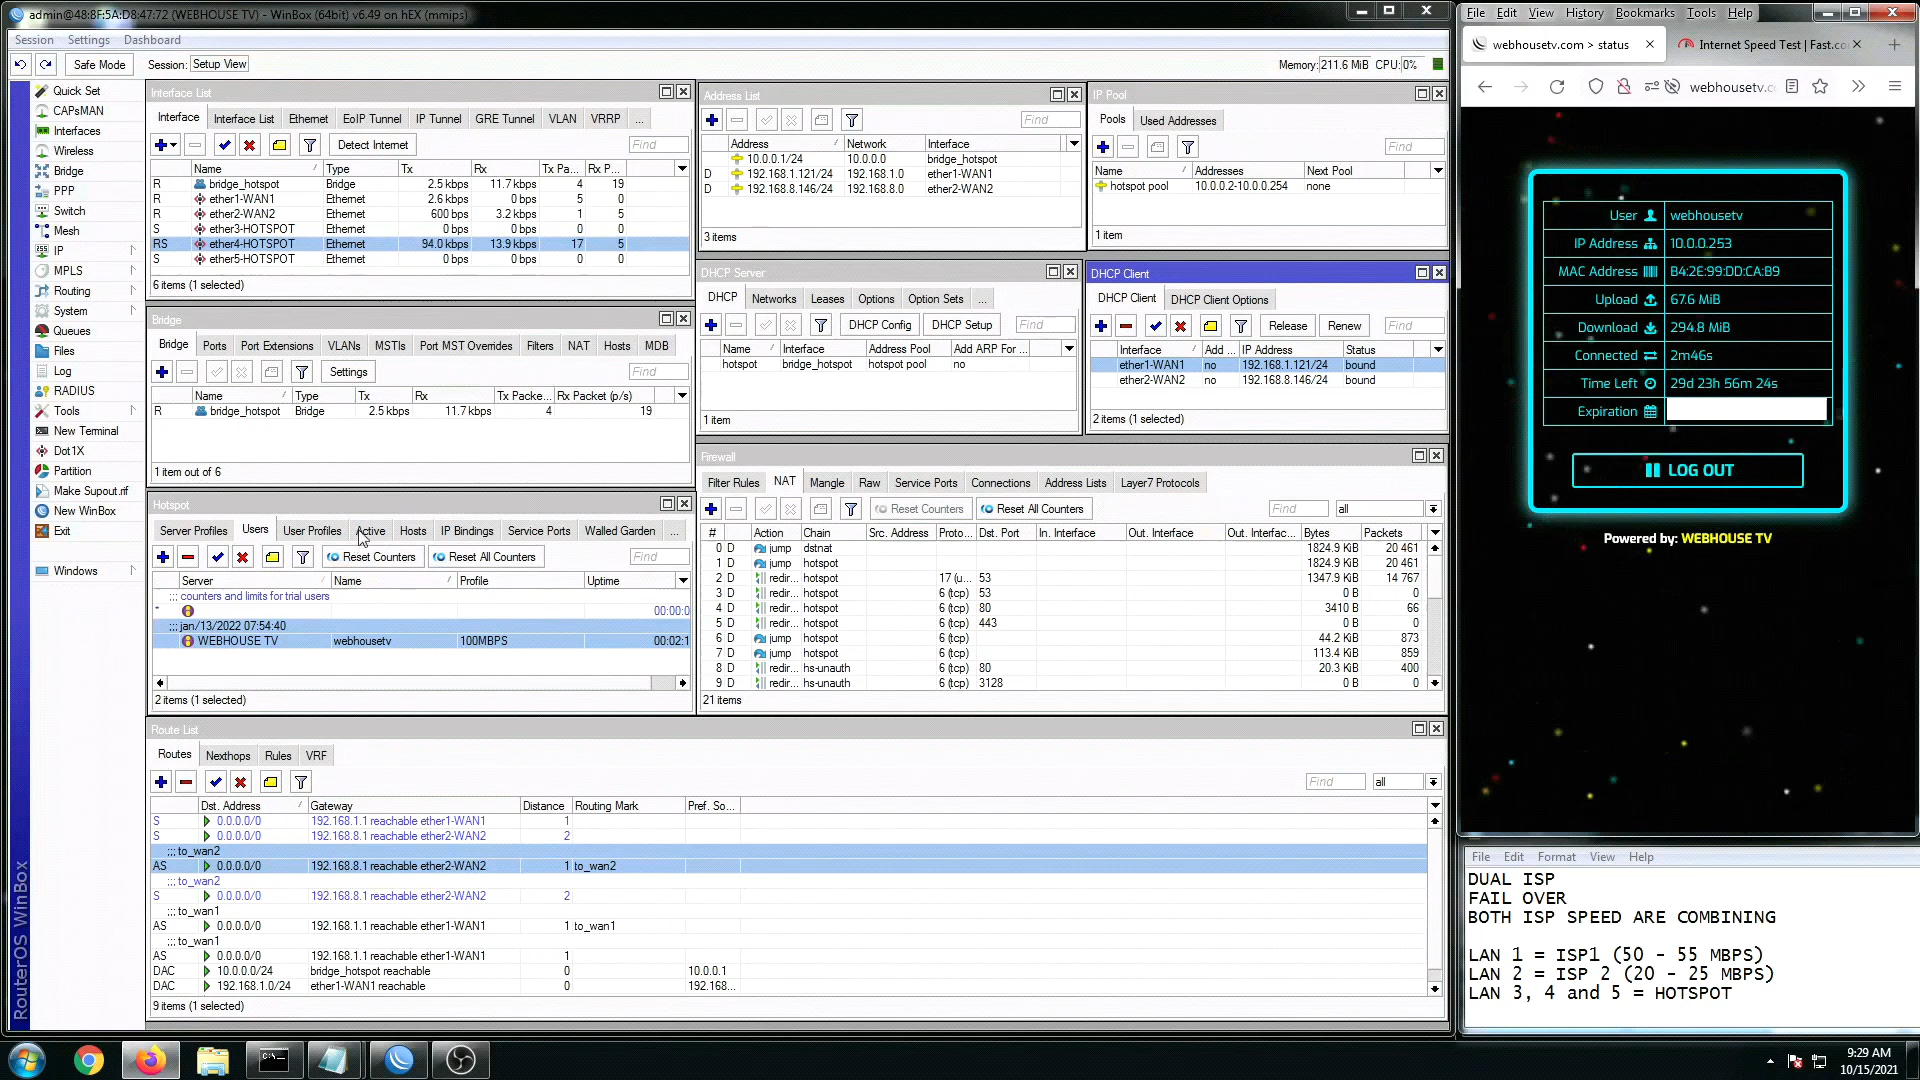 admin@48:8F:5A:D8:47:72 (WEBHOUSE TV) - WinBox (64bit) v6.49 on hEX (mmips)
Session Settings Dashboard
Safe Mode Session: Setup View Memory: 211.6 MiB CPU: 0%
Quick Set
CAPsMAN
Interfaces
Wireless
Bridge
PPP
Switch
Mesh
IP
MPLS
Routing
System
Queues
Files
Log
RADIUS
Tools
New Terminal
Dot1X
Partition
Make Supout.rif
New WinBox
Exit
Windows
RouterOS WinBox
Interface List
Interface Interface List Ethernet EoIP Tunnel IP Tunnel GRE Tunnel VLAN VRRP ...
Detect Internet Find
Name Type Tx Rx Tx Pa... Rx P...
R bridge_hotspot Bridge 2.5 kbps 11.7 kbps 4 19
R ether1-WAN1 Ethernet 2.6 kbps 0 bps 5 0
R ether2-WAN2 Ethernet 600 bps 3.2 kbps 1 5
S ether3-HOTSPOT Ethernet 0 bps 0 bps 0 0
RS ether4-HOTSPOT Ethernet 94.0 kbps 13.9 kbps 17 5
S ether5-HOTSPOT Ethernet 0 bps 0 bps 0 0
6 items (1 selected)
Bridge
Bridge Ports Port Extensions VLANs MSTIs Port MST Overrides Filters NAT Hosts MDB
Settings Find
Name Type Tx Rx Tx Packe... Rx Packet (p/s)
R bridge_hotspot Bridge 2.5 kbps 11.7 kbps 4 19
1 item out of 6
Hotspot
Server Profiles Users User Profiles Active Hosts IP Bindings Service Ports Walled Garden ...
Reset Counters Reset All Counters Find
Server Name Profile Uptime
;;; counters and limits for trial users
* 00:00:0
;;; jan/13/2022 07:54:40
WEBHOUSE TV webhousetv 100MBPS 00:02:1
2 items (1 selected)
Address List
Find
Address Network Interface
10.0.0.1/24 10.0.0.0 bridge_hotspot
D 192.168.1.121/24 192.168.1.0 ether1-WAN1
D 192.168.8.146/24 192.168.8.0 ether2-WAN2
3 items
IP Pool
Pools Used Addresses
Find
Name Addresses Next Pool
hotspot pool 10.0.0.2-10.0.0.254 none
1 item
DHCP Server
DHCP Networks Leases Options Option Sets ...
DHCP Config DHCP Setup Find
Name Interface Address Pool Add ARP For ...
hotspot bridge_hotspot hotspot pool no
1 item
DHCP Client
DHCP Client DHCP Client Options
Release Renew Find
Interface Add ... IP Address Status
ether1-WAN1 no 192.168.1.121/24 bound
ether2-WAN2 no 192.168.8.146/24 bound
2 items (1 selected)
Firewall
Filter Rules NAT Mangle Raw Service Ports Connections Address Lists Layer7 Protocols
Reset Counters Reset All Counters Find all
# Action Chain Src. Address Proto... Dst. Port In. Interface Out. Interface Out. Interfac... Bytes Packets
0 D jump dstnat 1824.9 KiB 20 461
1 D jump hotspot 1824.9 KiB 20 461
2 D redir... hotspot 17 (u... 53 1347.9 KiB 14 767
3 D redir... hotspot 6 (tcp) 53 0 B 0
4 D redir... hotspot 6 (tcp) 80 3410 B 66
5 D redir... hotspot 6 (tcp) 443 0 B 0
6 D jump hotspot 6 (tcp) 44.2 KiB 873
7 D jump hotspot 6 (tcp) 113.4 KiB 859
8 D redir... hs-unauth 6 (tcp) 80 20.3 KiB 400
9 D redir... hs-unauth 6 (tcp) 3128 0 B 0
21 items
Route List
Routes Nexthops Rules VRF
Find all
Dst. Address Gateway Distance Routing Mark Pref. So...
S 0.0.0.0/0 192.168.1.1 reachable ether1-WAN1 1
S 0.0.0.0/0 192.168.8.1 reachable ether2-WAN2 2
;;; to_wan2
AS 0.0.0.0/0 192.168.8.1 reachable ether2-WAN2 1 to_wan2
;;; to_wan2
S 0.0.0.0/0 192.168.8.1 reachable ether2-WAN2 2
;;; to_wan1
AS 0.0.0.0/0 192.168.1.1 reachable ether1-WAN1 1 to_wan1
;;; to_wan1
AS 0.0.0.0/0 192.168.1.1 reachable ether1-WAN1 1
DAC 10.0.0.0/24 bridge_hotspot reachable 0 10.0.0.1
DAC 192.168.1.0/24 ether1-WAN1 reachable 0 192.168...
9 items (1 selected)
File Edit View History Bookmarks Tools Help
webhousetv.com > status Internet Speed Test | Fast.co
webhousetv.c
User webhousetv
IP Address 10.0.0.253
MAC Address B4:2E:99:DD:CA:B9
Upload 67.6 MiB
Download 294.8 MiB
Connected 2m46s
Time Left 29d 23h 56m 24s
Expiration
LOG OUT
Powered by: WEBHOUSE TV
File Edit Format View Help
DUAL ISP
FAIL OVER
BOTH ISP SPEED ARE COMBINING
LAN 1 = ISP1 (50 - 55 MBPS)
LAN 2 = ISP 2 (20 - 25 MBPS)
LAN 3, 4 and 5 = HOTSPOT
9:29 AM
10/15/2021